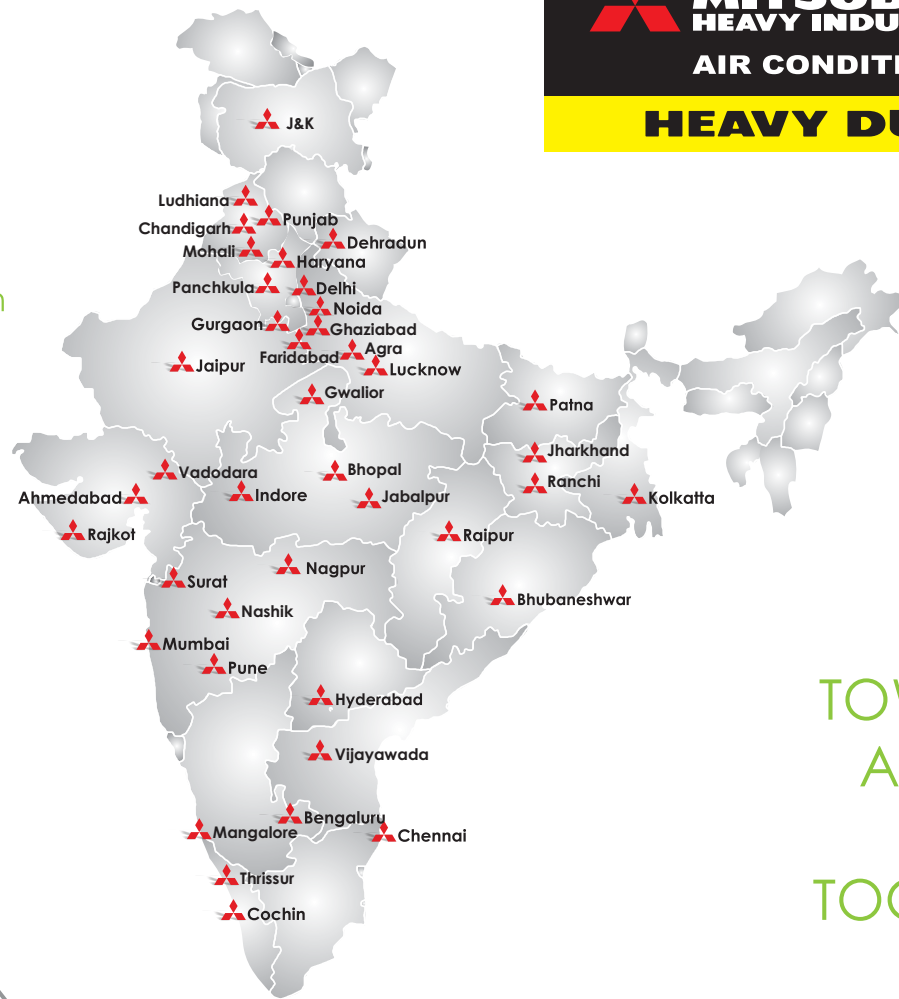 HEAVY INDU
AIR CONDITI
HEAVY DU
J&K
Ludhiana
Punjab
Chandigarh
Mohali
Dehradun
Haryana
Panchkula
Delhi
Noida
Gurgaon
Ghaziabad
Faridabad
Agra
Jaipur
Lucknow
Gwalior
Patna
Jharkhand
Vadodara
Bhopal
Ranchi
Ahmedabad
Indore
Jabalpur
Kolkatta
Rajkot
Raipur
Nagpur
Surat
Bhubaneshwar
Nashik
Mumbai
Pune
Hyderabad
Vijayawada
Bengaluru
Mangalore
Chennai
Thrissur
Cochin
TOW
A
TOG